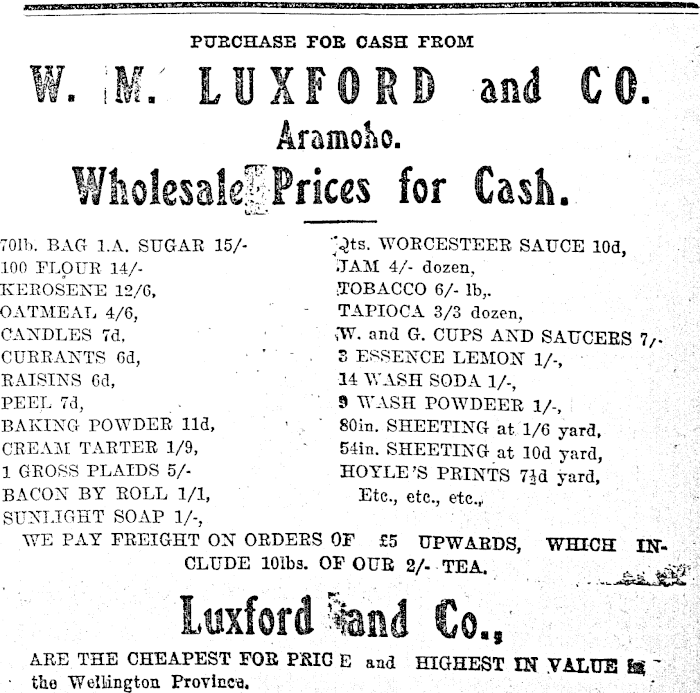 PURCHASE FOR CASH FROM
W. M. LUXFORD and CO.
Aramoho.
Wholesale Prices for Cash.
70lb. BAG 1.A. SUGAR 15/-
100 FLOUR 14/-
KEROSENE 12/6,
OATMEAL 4/6,
CANDLES 7d,
CURRANTS 6d,
RAISINS 6d,
PEEL 7d,
BAKING POWDER 11d,
CREAM TARTER 1/9,
1 GROSS PLAIDS 5/-
BACON BY ROLL 1/1,
SUNLIGHT SOAP 1/-,
Qts. WORCESTEER SAUCE 10d,
JAM 4/- dozen,
TOBACCO 6/- lb,.
TAPIOCA 3/3 dozen,
W. and G. CUPS AND SAUCERS 7/-
3 ESSENCE LEMON 1/-,
14 WASH SODA 1/-,
9 WASH POWDEER 1/-,
80in. SHEETING at 1/6 yard,
54in. SHEETING at 10d yard,
HOYLE'S PRINTS 7½d yard,
Etc., etc., etc.,
WE PAY FREIGHT ON ORDERS OF £5 UPWARDS, WHICH IN-
CLUDE 10lbs. OF OUR 2/- TEA.
Luxford and Co.,
ARE THE CHEAPEST FOR PRICE and HIGHEST IN VALUE in
the Wellington Province.